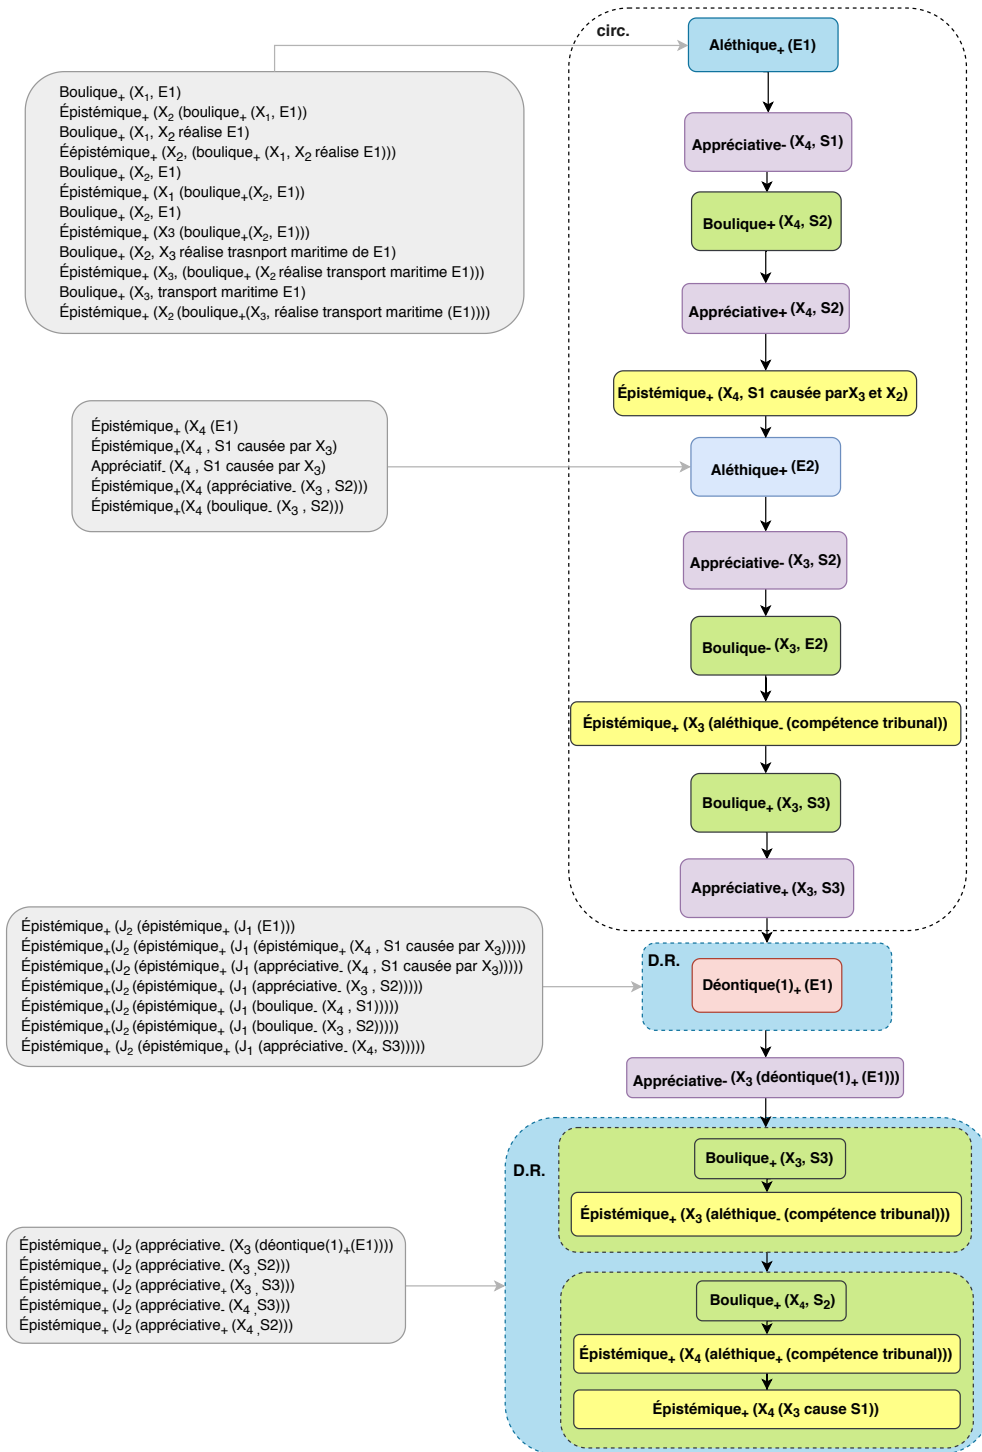 circ.
Aléthique₊ (E1)
Boulique₊ (X₁, E1)
Épistémique₊ (X₂ (boulique₊ (X₁, E1))
Boulique₊ (X₁, X₂ réalise E1)
Éépistémique₊ (X₂, (boulique₊ (X₁, X₂ réalise E1)))
Boulique₊ (X₂, E1)
Épistémique₊ (X₁ (boulique₊(X₂, E1))
Boulique₊ (X₂, E1)
Épistémique₊ (X3 (boulique₊(X₂, E1)))
Boulique₊ (X₂, X₃ réalise trasnport maritime de E1)
Épistémique₊ (X₃, (boulique₊ (X₂ réalise transport maritime E1)))
Boulique₊ (X₃, transport maritime E1)
Épistémique₊ (X₂ (boulique₊(X₃, réalise transport maritime (E1))))
Appréciative- (X₄, S1)
Boulique+ (X₄, S2)
Appréciative+ (X₄, S2)
Épistémique₊ (X₄, S1 causée parX₃ et X₂)
Épistémique₊ (X₄ (E1)
Épistémique₊(X₄ , S1 causée par X₃)
Appréciatif₋ (X₄ , S1 causée par X₃)
Épistémique₊(X₄ (appréciative₋ (X₃ , S2)))
Épistémique₊(X₄ (boulique₋ (X₃ , S2)))
Aléthique+ (E2)
Appréciative- (X₃, S2)
Boulique- (X₃, E2)
Épistémique₊ (X₃ (aléthique₋ (compétence tribunal))
Boulique₊ (X₃, S3)
Appréciative₊ (X₃, S3)
Épistémique₊ (J₂ (épistémique₊ (J₁ (E1)))
Épistémique₊(J₂ (épistémique₊ (J₁ (épistémique₊ (X₄ , S1 causée par X₃)))))
Épistémique₊(J₂ (épistémique₊ (J₁ (appréciative₋ (X₄ , S1 causée par X₃)))))
Épistémique₊(J₂ (épistémique₊ (J₁ (appréciative₋ (X₃ , S2)))))
Épistémique₊(J₂ (épistémique₊ (J₁ (boulique₋ (X₄ , S1)))))
Épistémique₊(J₂ (épistémique₊ (J₁ (boulique₋ (X₃ , S2)))))
Épistémique₊ (J₂ (épistémique₊ (J₁ (appréciative₋ (X₄, S3)))))
D.R.
Déontique(1)₊ (E1)
Appréciative- (X₃ (déontique(1)₊ (E1)))
D.R.
Boulique₊ (X₃, S3)
Épistémique₊ (X₃ (aléthique₋ (compétence tribunal)))
Épistémique₊ (J₂ (appréciative₋ (X₃ (déontique(1)₊(E1))))
Épistémique₊ (J₂ (appréciative₋ (X₃ ,S2)))
Épistémique₊ (J₂ (appréciative₊ (X₃ , S3)))
Épistémique₊ (J₂ (appréciative₋ (X₄ ,S3)))
Épistémique₊ (J₂ (appréciative₊ (X₄ ,S2)))
Boulique₊ (X₄, S₂)
Épistémique₊ (X₄ (aléthique₊ (compétence tribunal)))
Épistémique₊ (X₄ (X₃ cause S1))